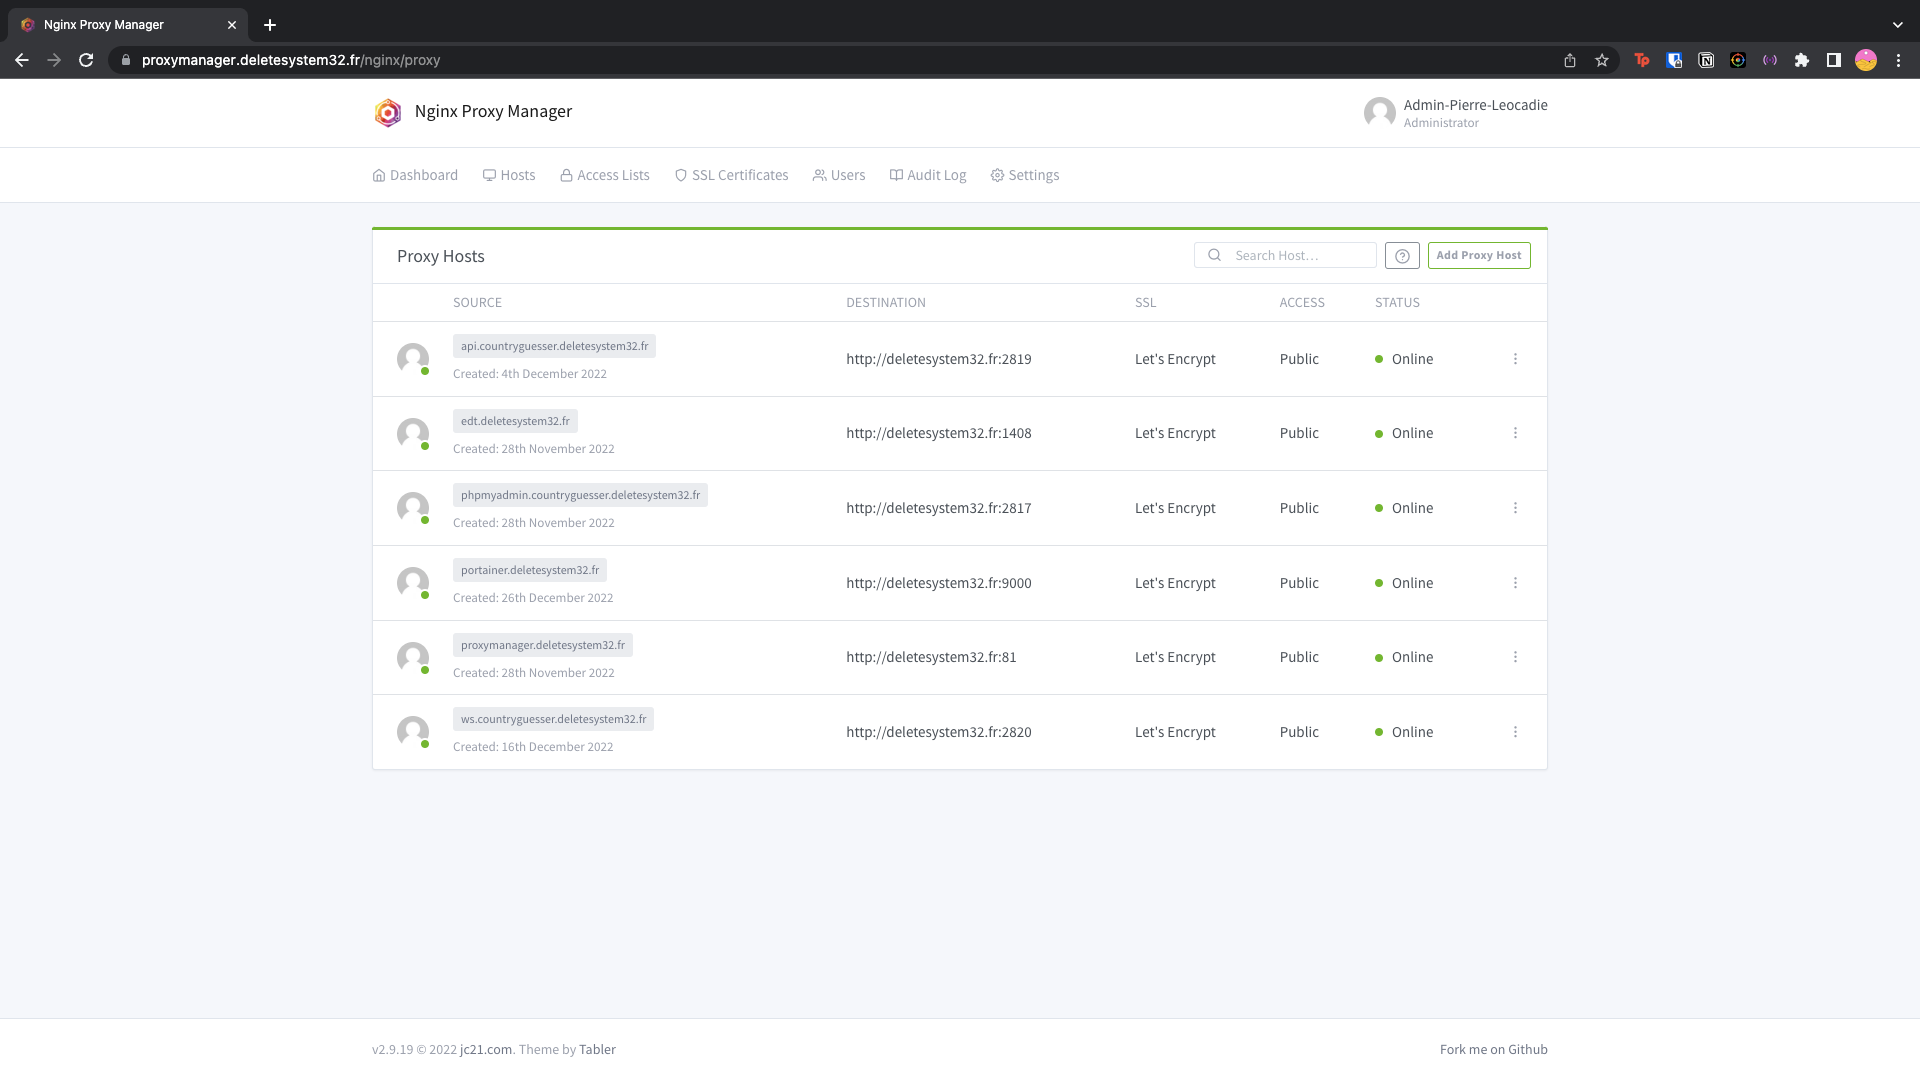 Nginx Proxy Manager
proxymanager.deletesystem32.fr/nginx/proxy
Tp
Nginx Proxy Manager
Admin-Pierre-Leocadie
Administrator
Dashboard Hosts Access Lists SSL Certificates Users Audit Log Settings
Proxy Hosts Search Host... Add Proxy Host
SOURCE DESTINATION SSL ACCESS STATUS
api.countryguesser.deletesystem32.fr
Created: 4th December 2022
http://deletesystem32.fr:2819 Let's Encrypt Public Online
edt.deletesystem32.fr
Created: 28th November 2022
http://deletesystem32.fr:1408 Let's Encrypt Public Online
phpmyadmin.countryguesser.deletesystem32.fr
Created: 28th November 2022
http://deletesystem32.fr:2817 Let's Encrypt Public Online
portainer.deletesystem32.fr
Created: 26th December 2022
http://deletesystem32.fr:9000 Let's Encrypt Public Online
proxymanager.deletesystem32.fr
Created: 28th November 2022
http://deletesystem32.fr:81 Let's Encrypt Public Online
ws.countryguesser.deletesystem32.fr
Created: 16th December 2022
http://deletesystem32.fr:2820 Let's Encrypt Public Online
v2.9.19 © 2022 jc21.com. Theme by Tabler Fork me on Github